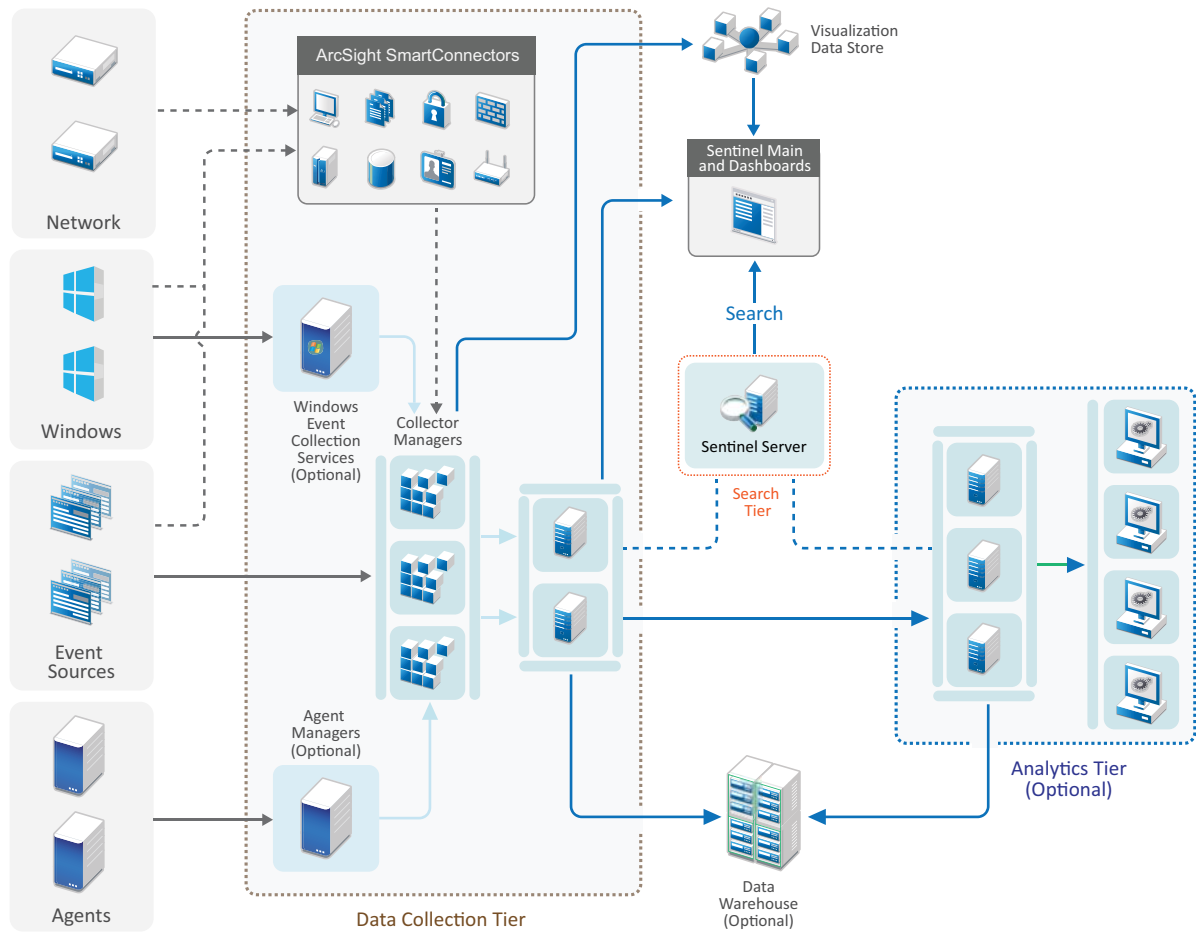 Network
Windows
Event
Sources
Agents
ArcSight SmartConnectors
Windows
Event
Collection
Services
(Optional)
Collector
Managers
Agent
Managers
(Optional)
Data Collection Tier
Visualization
Data Store
Sentinel Main
and Dashboards
Search
Sentinel Server
Search
Tier
Analytics Tier
(Optional)
Data
Warehouse
(Optional)